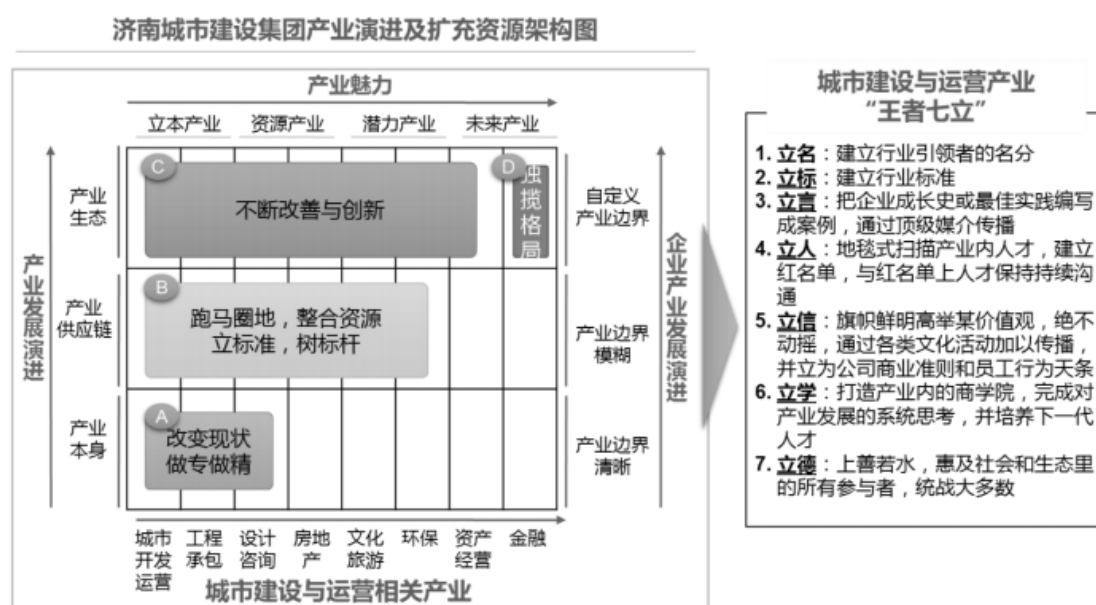 济南城市建设集团产业演进及扩充资源架构图
产业魅力
立本产业 资源产业 潜力产业 未来产业
产业发展演进
产业
生态
产业
供应链
产业
本身
C
不断改善与创新
D
独
揽
格
局
B
跑马圈地，整合资源
立标准，树标杆
A
改变现状
做专做精
自定义
产业边界
产业边界
模糊
产业边界
清晰
企业产业发展演进
城市 工程 设计 房地 文化 环保 资产 金融
开发 承包 咨询 产 旅游 经营
运营
城市建设与运营相关产业
城市建设与运营产业
“王者七立”
1. 立名：建立行业引领者的名分
2. 立标：建立行业标准
3. 立言：把企业成长史或最佳实践编写
成案例，通过顶级媒介传播
4. 立人：地毯式扫描产业内人才，建立
红名单，与红名单上人才保持持续沟
通
5. 立信：旗帜鲜明高举某价值观，绝不
动摇，通过各类文化活动加以传播，
并立为公司商业准则和员工行为天条
6. 立学：打造产业内的商学院，完成对
产业发展的系统思考，并培养下一代
人才
7. 立德：上善若水，惠及社会和生态里
的所有参与者，统战大多数